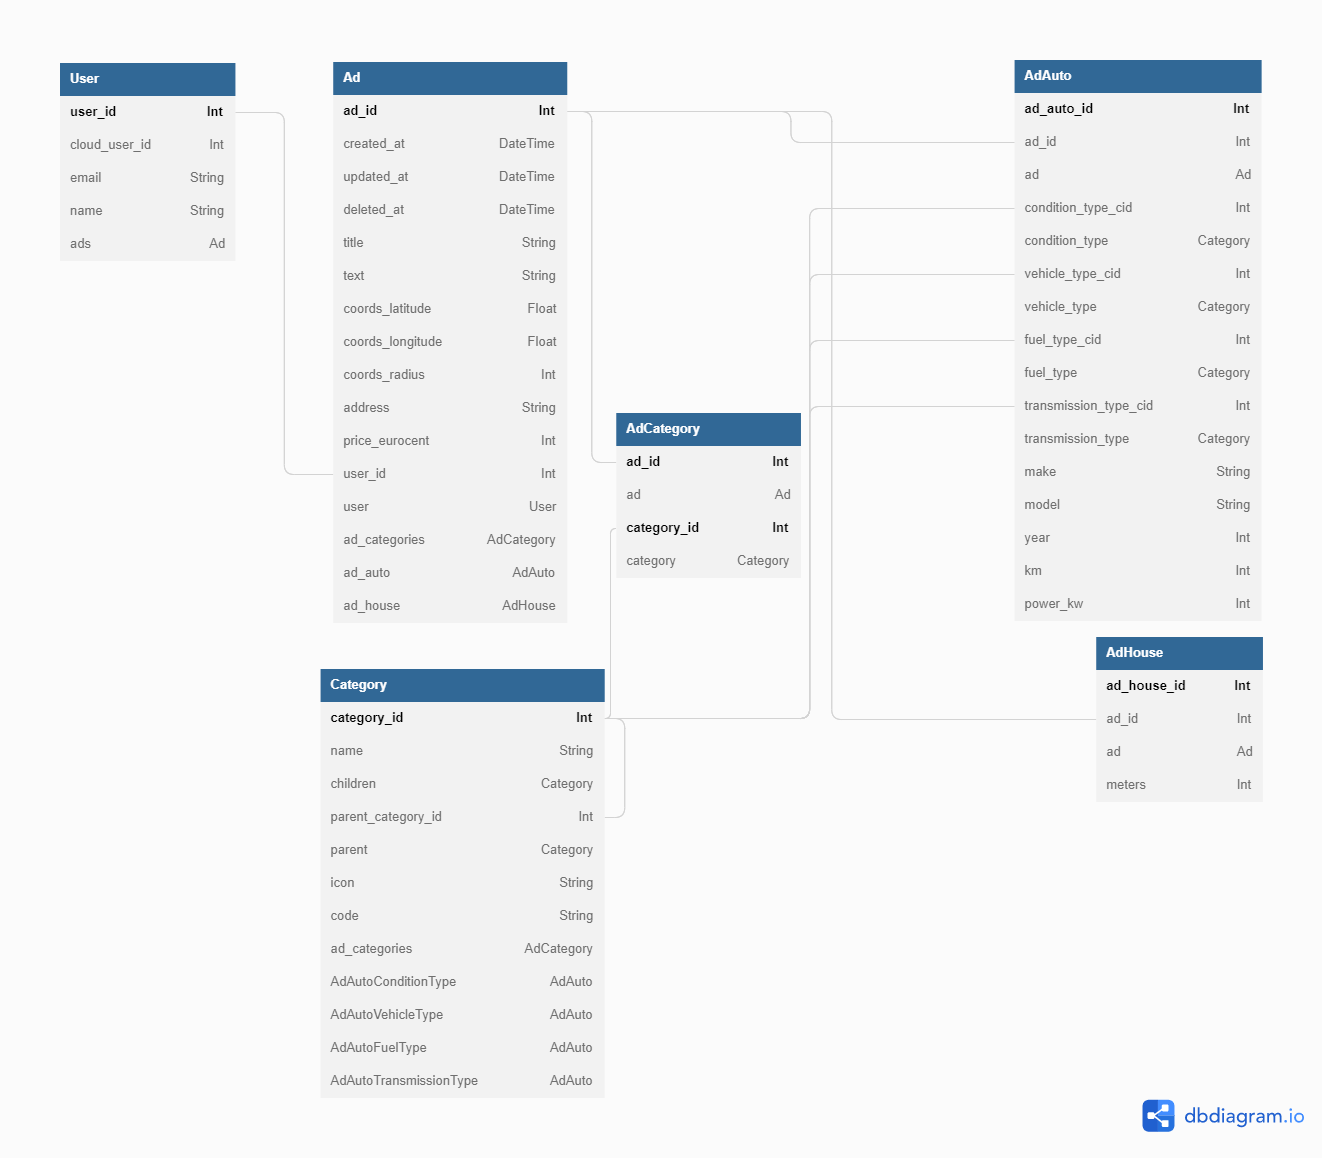 User
user_id Int
cloud_user_id Int
email String
name String
ads Ad
Ad
ad_id Int
created_at DateTime
updated_at DateTime
deleted_at DateTime
title String
text String
coords_latitude Float
coords_longitude Float
coords_radius Int
address String
price_eurocent Int
user_id Int
user User
ad_categories AdCategory
ad_auto AdAuto
ad_house AdHouse
AdCategory
ad_id Int
ad Ad
category_id Int
category Category
AdAuto
ad_auto_id Int
ad_id Int
ad Ad
condition_type_cid Int
condition_type Category
vehicle_type_cid Int
vehicle_type Category
fuel_type_cid Int
fuel_type Category
transmission_type_cid Int
transmission_type Category
make String
model String
year Int
km Int
power_kw Int
AdHouse
ad_house_id Int
ad_id Int
ad Ad
meters Int
Category
category_id Int
name String
children Category
parent_category_id Int
parent Category
icon String
code String
ad_categories AdCategory
AdAutoConditionType AdAuto
AdAutoVehicleType AdAuto
AdAutoFuelType AdAuto
AdAutoTransmissionType AdAuto
dbdiagram.io